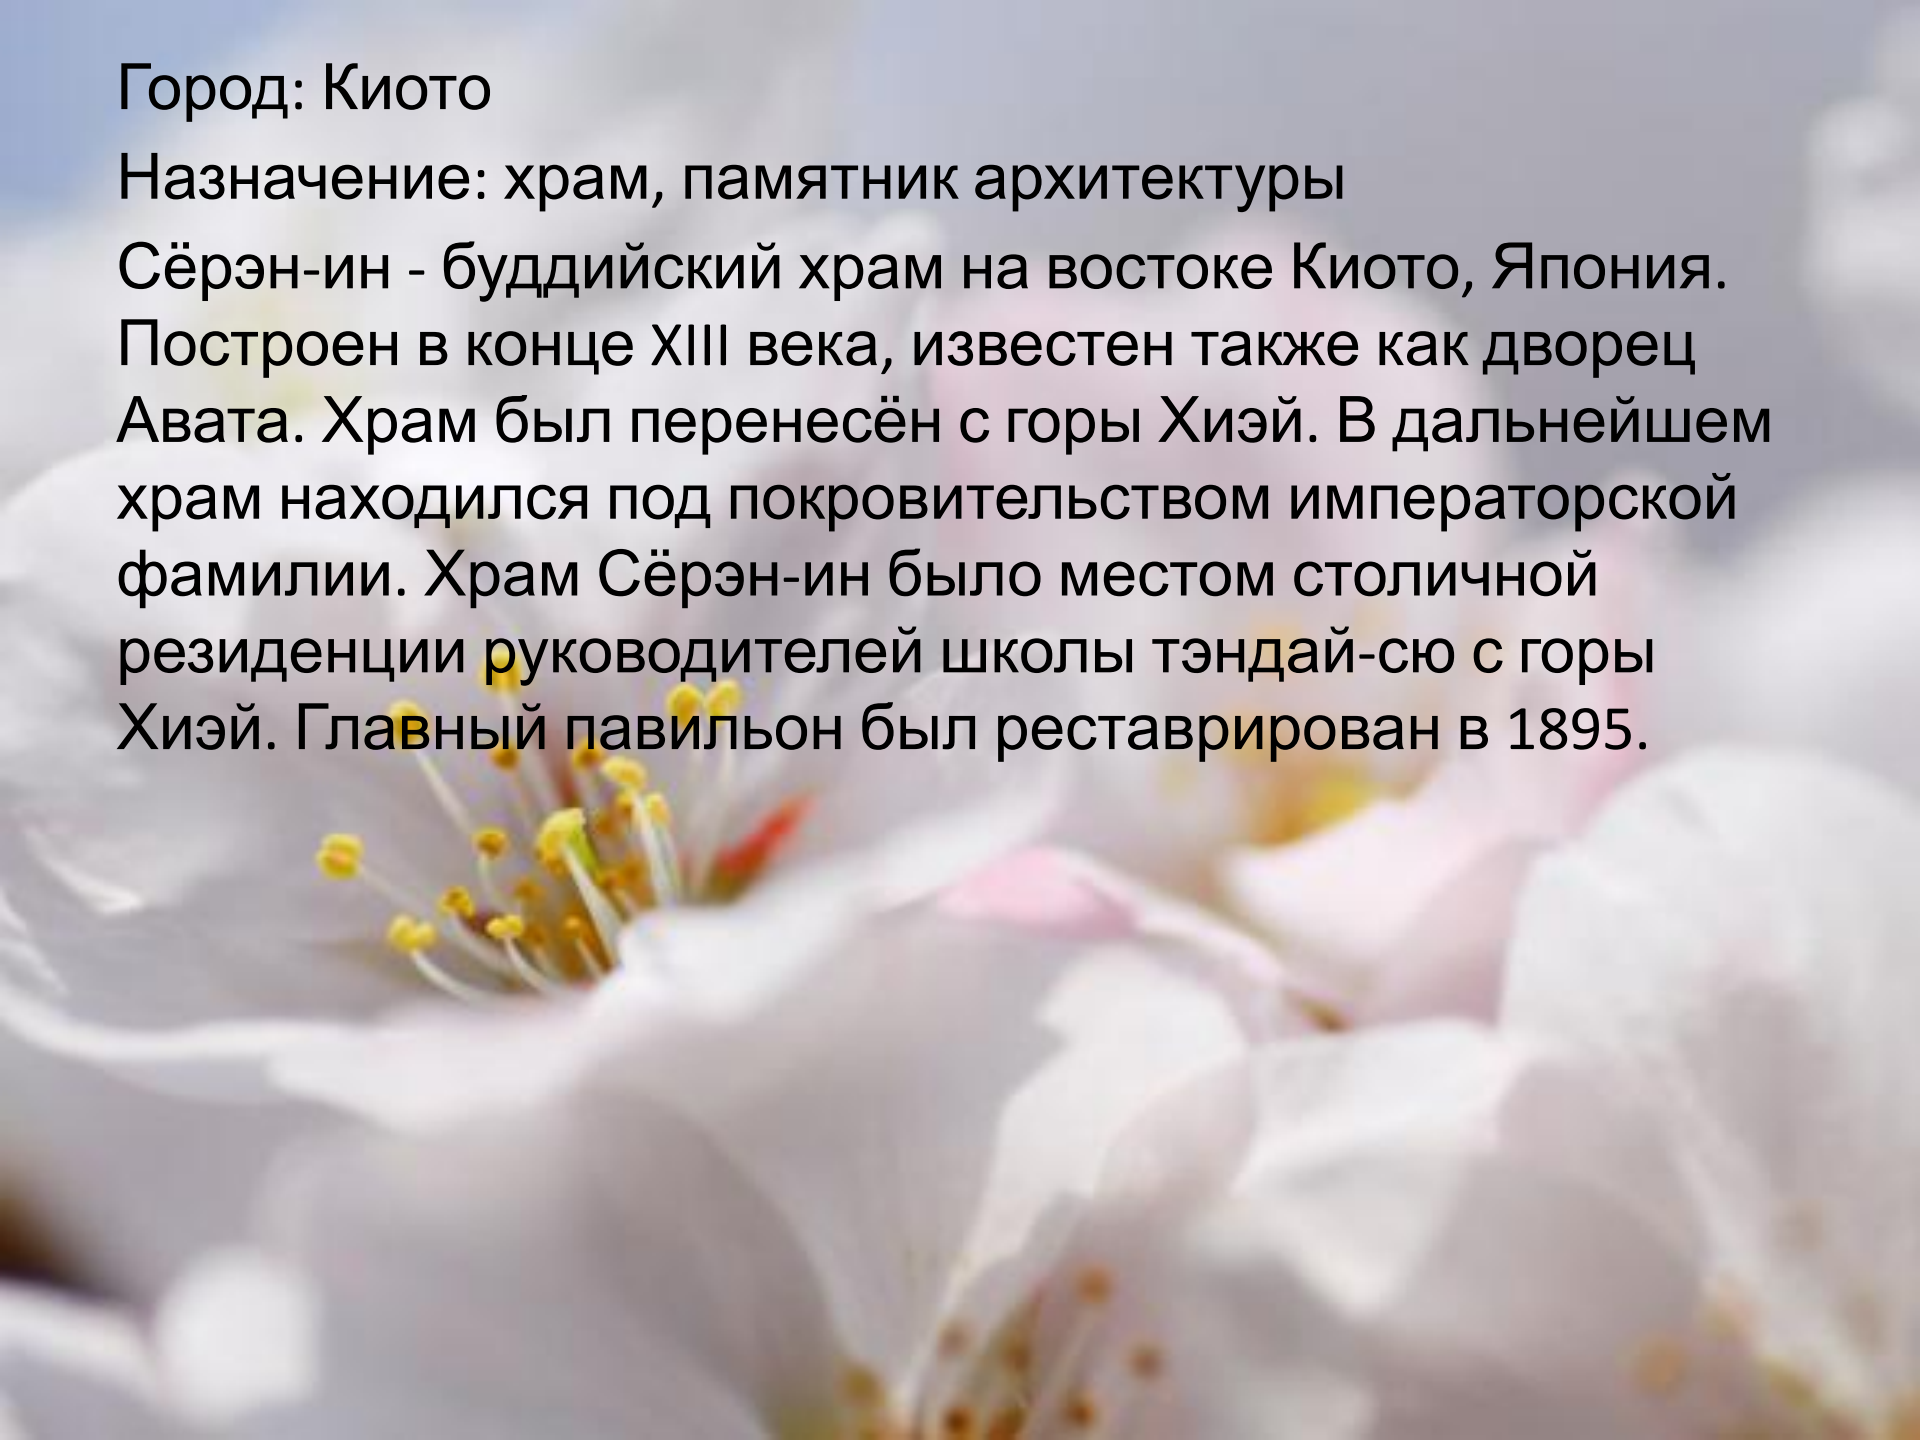 Город: Киото
Назначение: храм, памятник архитектуры
Сёрэн-ин - буддийский храм на востоке Киото, Япония.
Построен в конце XIII века, известен также как дворец
Авата. Храм был перенесён с горы Хиэй. В дальнейшем
храм находился под покровительством императорской
фамилии. Храм Сёрэн-ин было местом столичной
резиденции руководителей школы тэндай-сю с горы
Хиэй. Главный павильон был реставрирован в 1895.